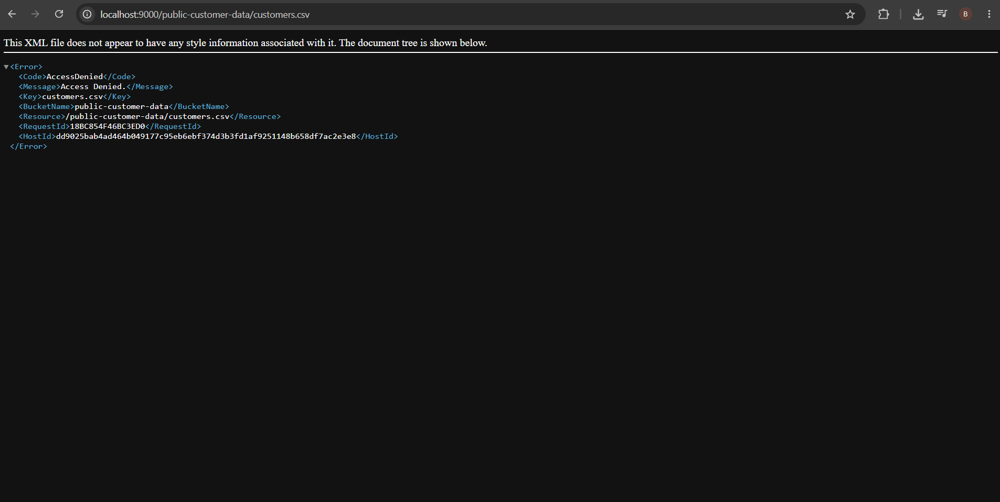 localhost:9000/public-customer-data/customers.csv
B
This XML file does not appear to have any style information associated with it. The document tree is shown below.
<Error>
<Code>AccessDenied</Code>
<Message>Access Denied.</Message>
<Key>customers.csv</Key>
<BucketName>public-customer-data</BucketName>
<Resource>/public-customer-data/customers.csv</Resource>
<RequestId>18BC854F46BC3ED0</RequestId>
<HostId>dd9025bab4ad464b049177c95eb6ebf374d3b3fd1af9251148b658df7ac2e3e8</HostId>
</Error>